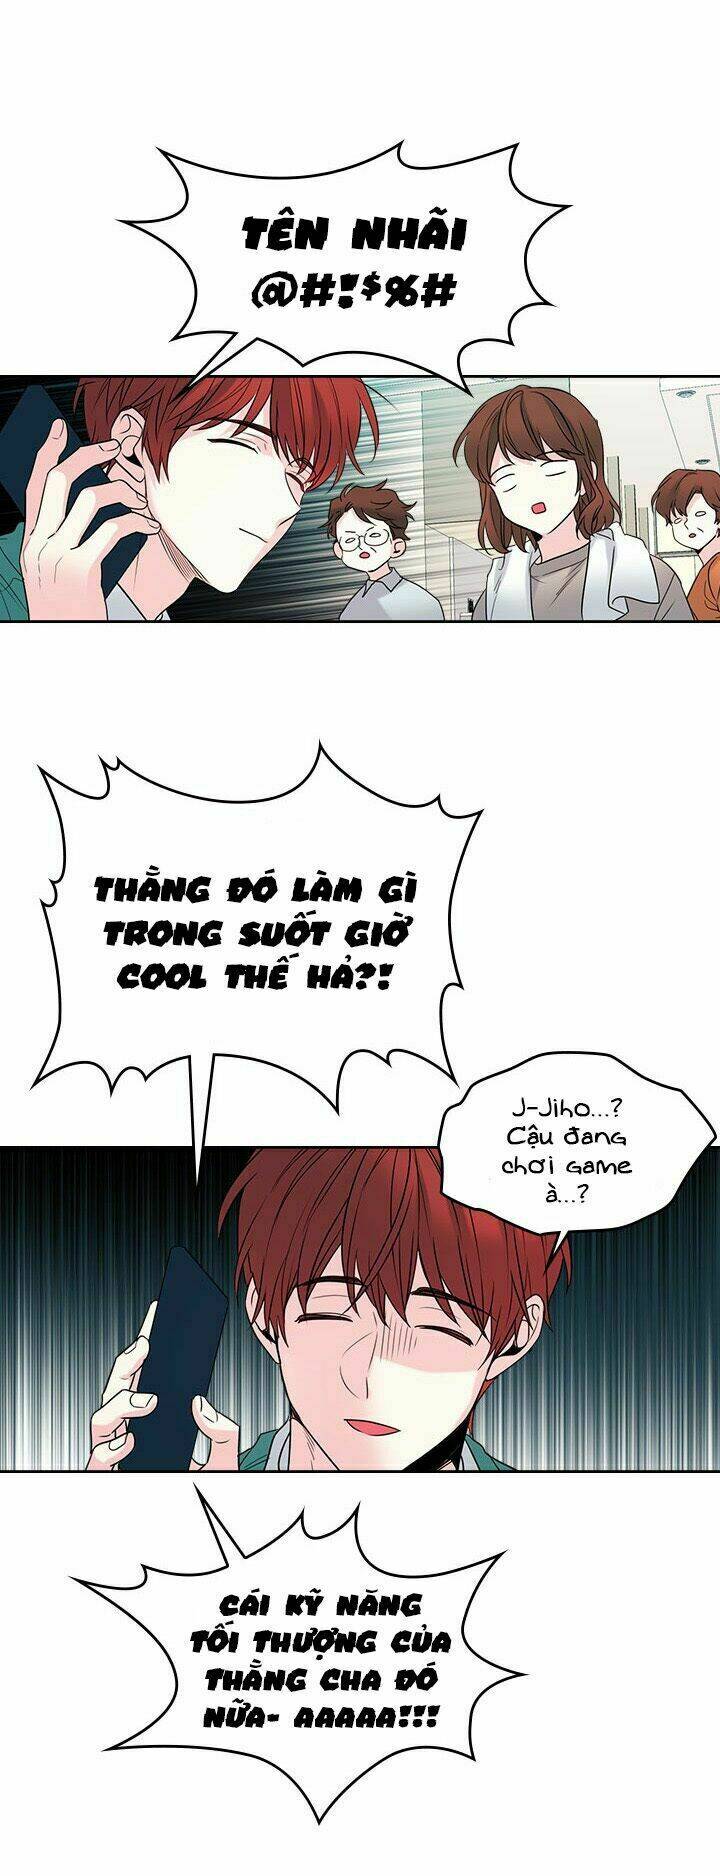 TÊN NHÃI
@#!$%#
THẰNG ĐÓ LÀM GÌ
TRONG SUỐT GIỜ
COOL THẾ HẢ?!
J-Jiho...?
Cậu đang
chơi game
à...?
CÁI KỸ NĂNG
TỐI THƯỢNG CỦA
THẰNG CHA ĐÓ
NỮA- AAAAA!!!